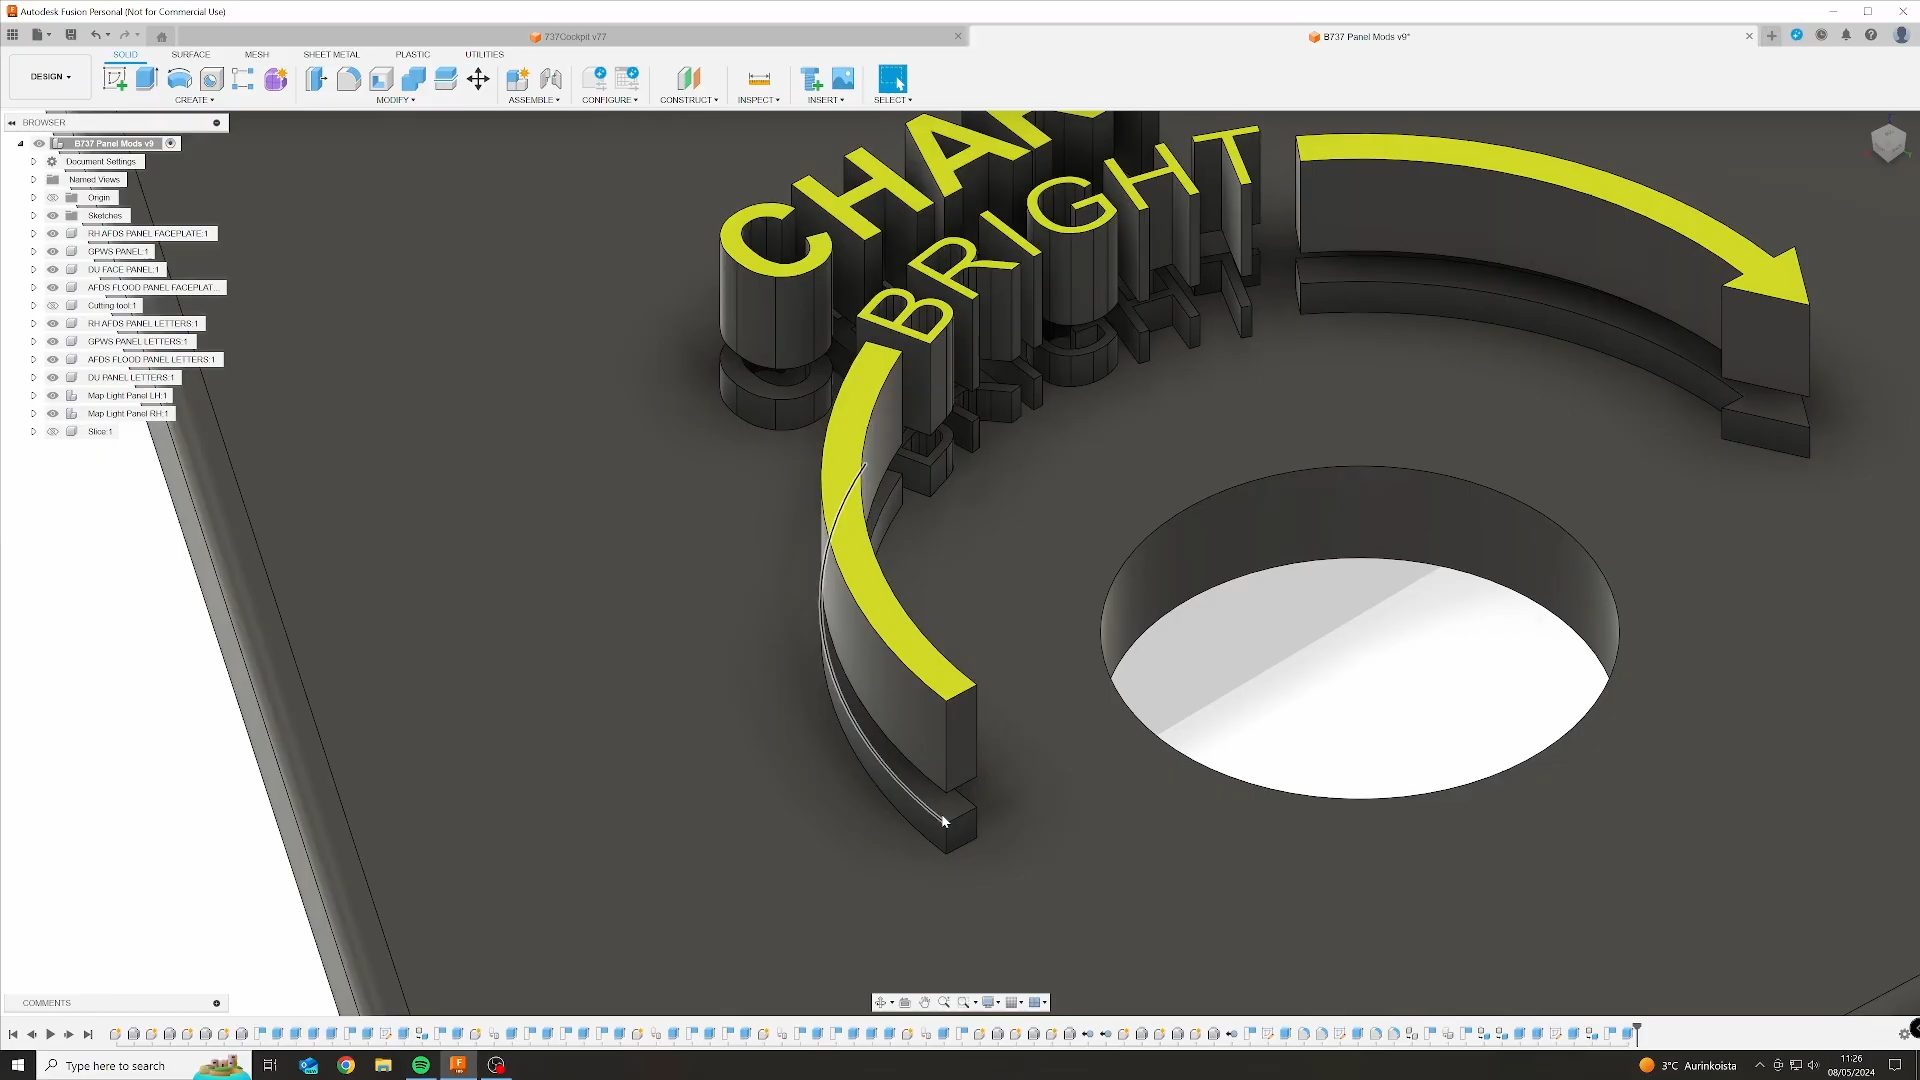 Autodesk Fusion Personal (Not for Commercial Use)
737Cockpit v77
B737 Panel Mods v9*
SOLID SURFACE MESH SHEET METAL PLASTIC UTILITIES
DESIGN
CREATE MODIFY ASSEMBLE CONFIGURE CONSTRUCT INSPECT INSERT SELECT
BROWSER
B737 Panel Mods v9
Document Settings
Named Views
Origin
Sketches
RH AFDS PANEL FACEPLATE:1
GPWS PANEL:1
DU FACE PANEL:1
AFDS FLOOD PANEL FACEPLAT...
Cutting tool:1
RH AFDS PANEL LETTERS:1
GPWS PANEL LETTERS:1
AFDS FLOOD PANEL LETTERS:1
DU PANEL LETTERS:1
Map Light Panel LH:1
Map Light Panel RH:1
Slice:1
CHA
BRIGHT
COMMENTS
Type here to search
3°C Aurinkoista
11:26
08/05/2024